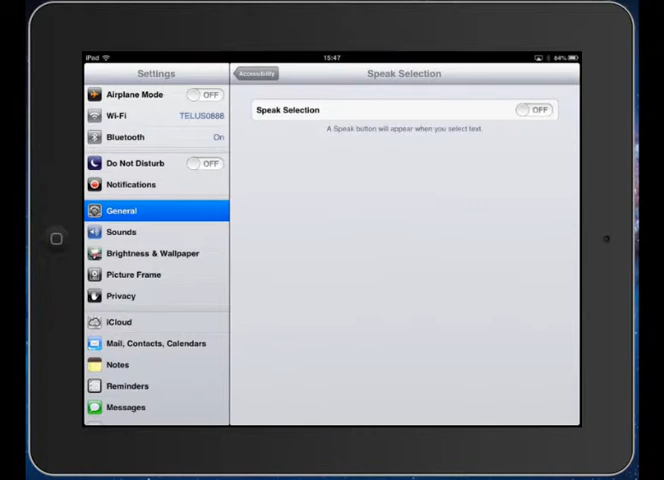 iPad
15:47
84%
Settings
Accessibility
Speak Selection
Airplane Mode
OFF
Wi-Fi
TELUS0888
Bluetooth
On
Do Not Disturb
OFF
Notifications
General
Sounds
Brightness & Wallpaper
Picture Frame
Privacy
iCloud
Mail, Contacts, Calendars
Notes
Reminders
Messages
Speak Selection
OFF
A Speak button will appear when you select text.